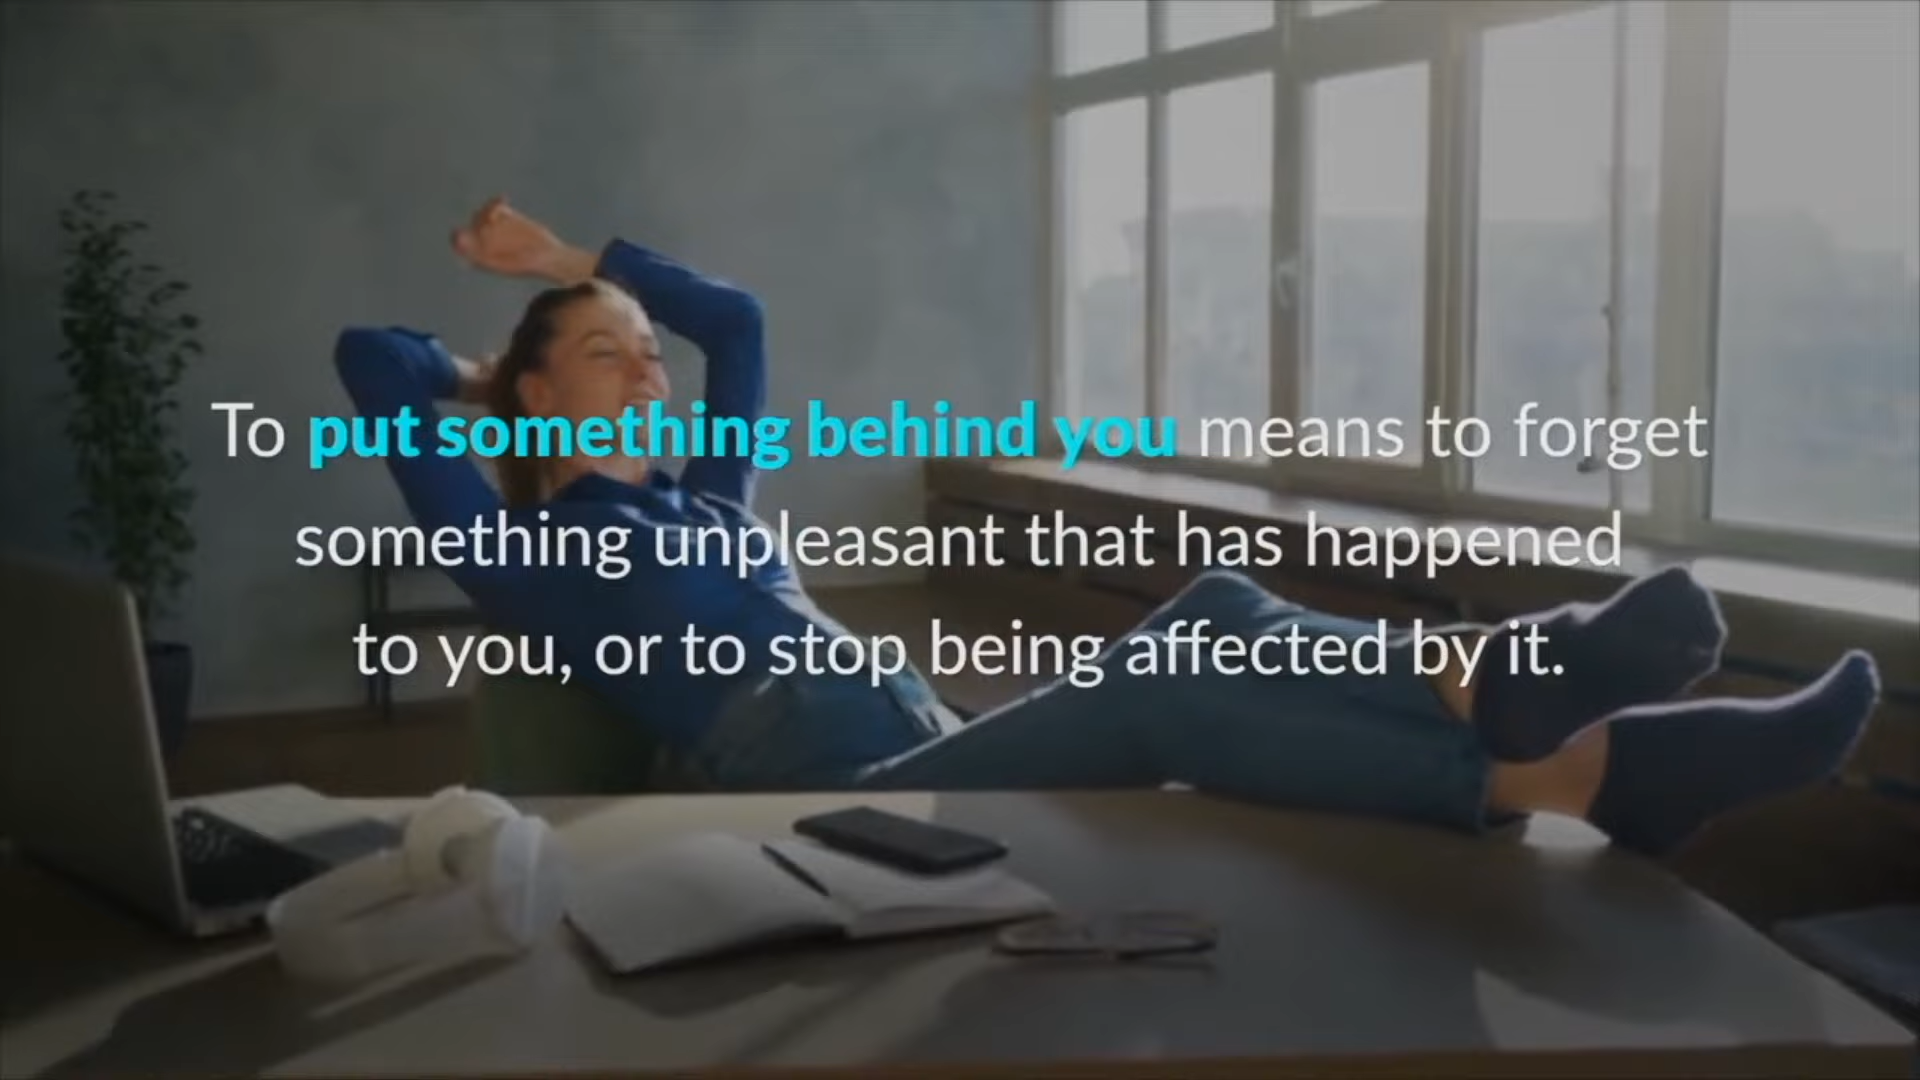 To put something behind you means to forget
something unpleasant that has happened
to you, or to stop being affected by it.